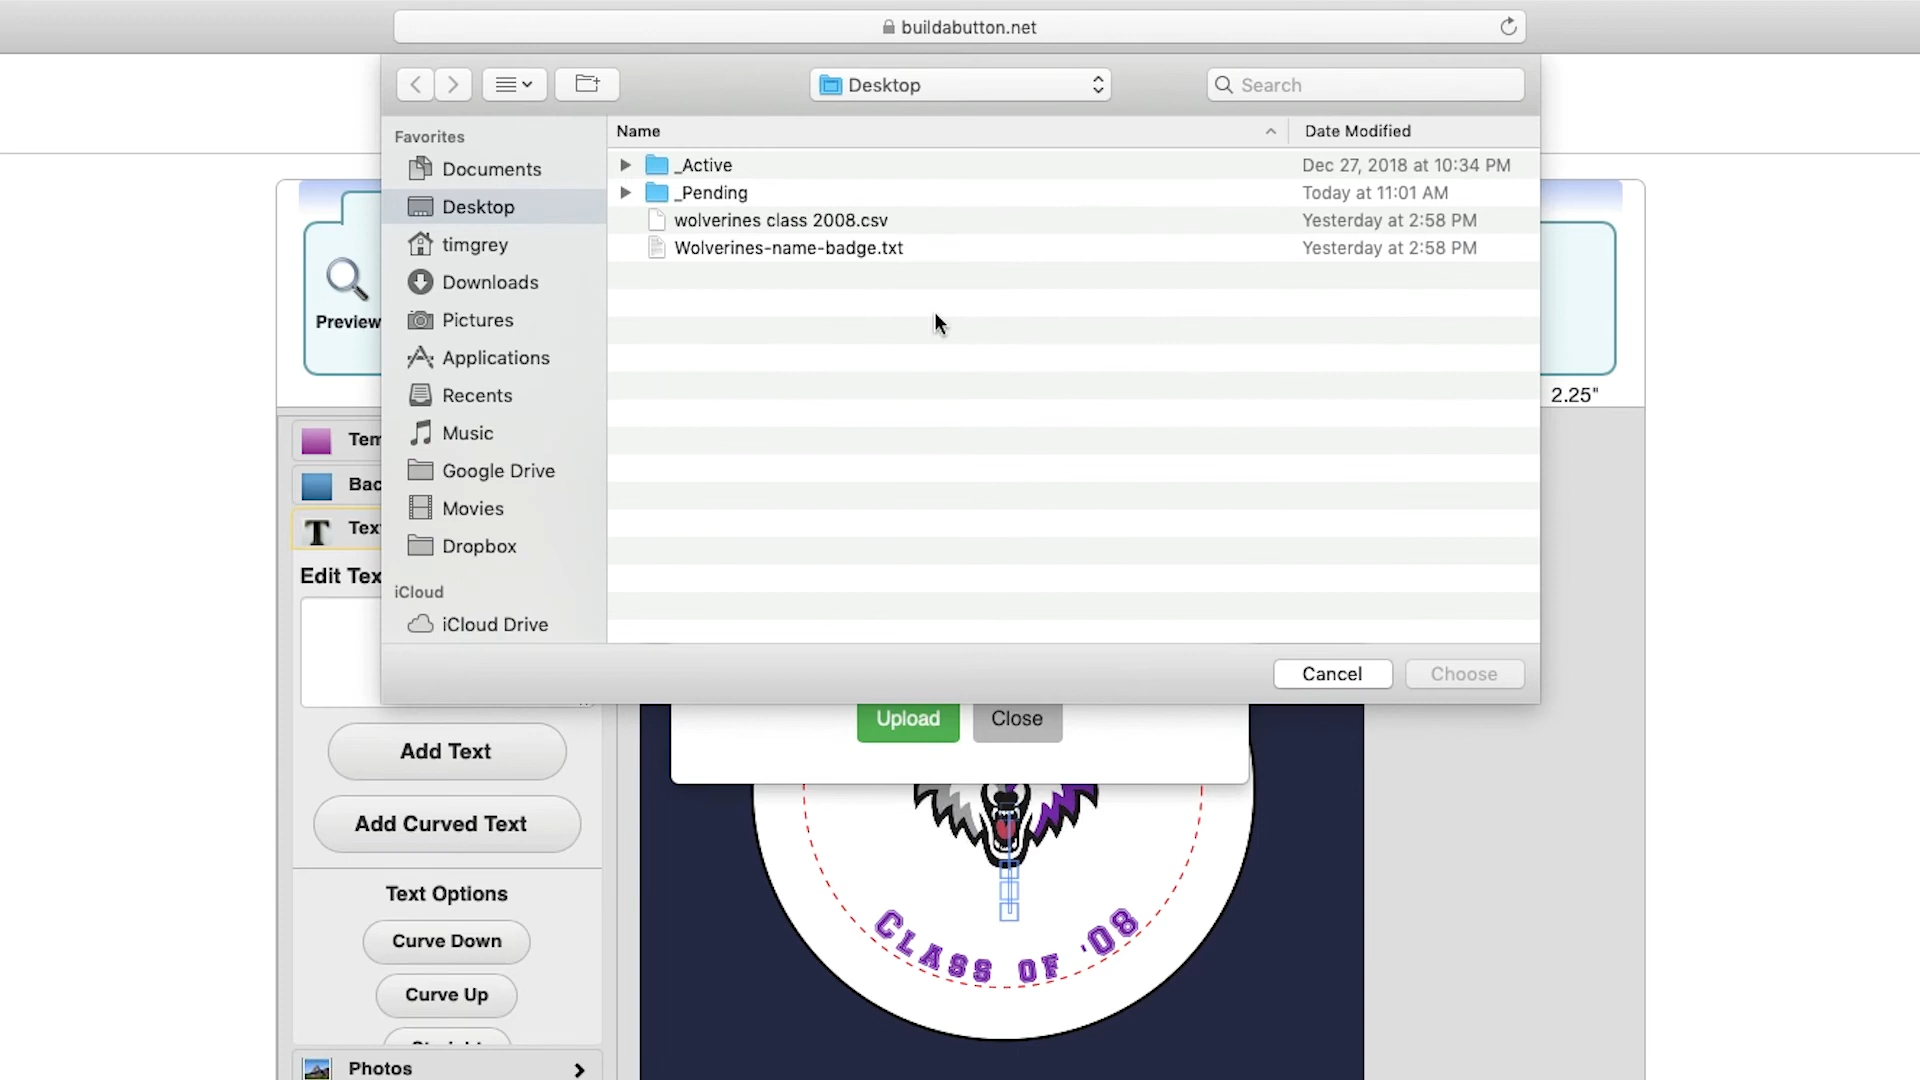 buildabutton.net
Desktop
Search
Favorites
Documents
Desktop
timgrey
Downloads
Pictures
Applications
Recents
Music
Google Drive
Movies
Dropbox
iCloud
iCloud Drive
Name
Date Modified
_Active
Dec 27, 2018 at 10:34 PM
_Pending
Today at 11:01 AM
wolverines class 2008.csv
Yesterday at 2:58 PM
Wolverines-name-badge.txt
Yesterday at 2:58 PM
Cancel
Choose
Preview
2.25"
Tem
Bac
T
Tex
Edit Tex
Upload
Close
Add Text
Add Curved Text
Text Options
Curve Down
Curve Up
Photos
CLASS OF '08